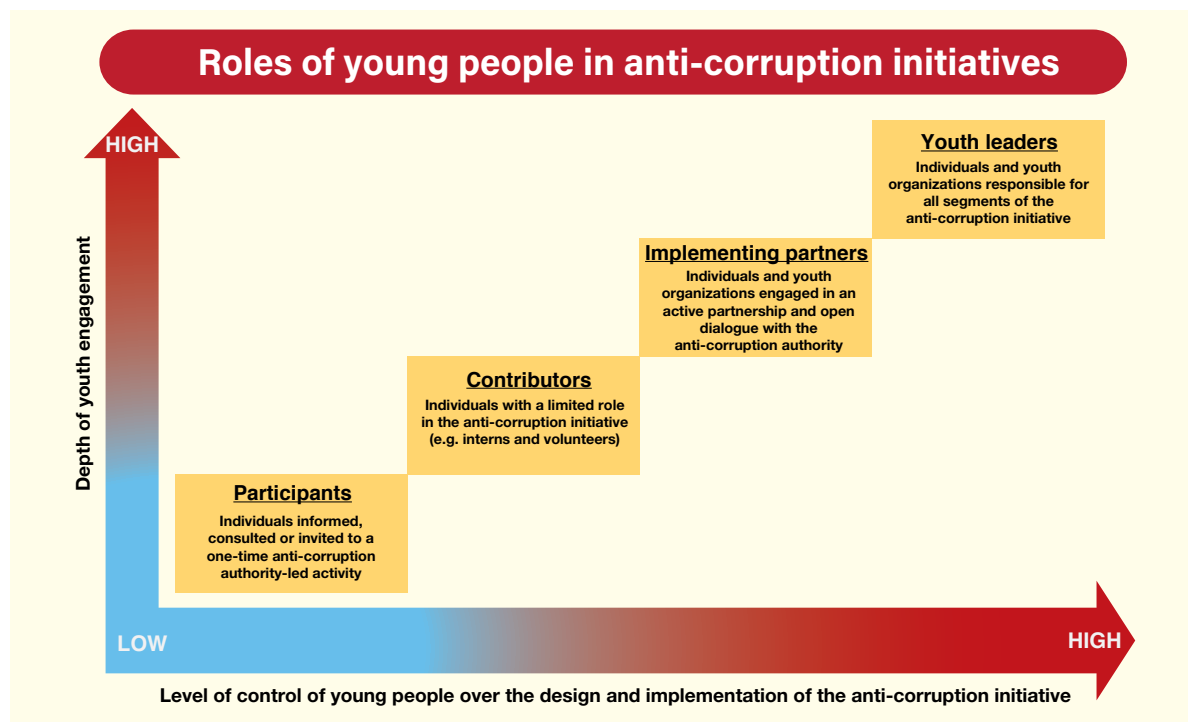 Roles of young people in anti-corruption initiatives
HIGH
Youth leaders
Individuals and youth
organizations responsible for
all segments of the
anti-corruption initiative
Implementing partners
Individuals and youth
organizations engaged in an
active partnership and open
dialogue with the
anti-corruption authority
Contributors
Individuals with a limited role
in the anti-corruption initiative
(e.g. interns and volunteers)
Participants
Individuals informed,
consulted or invited to a
one-time anti-corruption
authority-led activity
Depth of youth engagement
LOW
HIGH
Level of control of young people over the design and implementation of the anti-corruption initiative